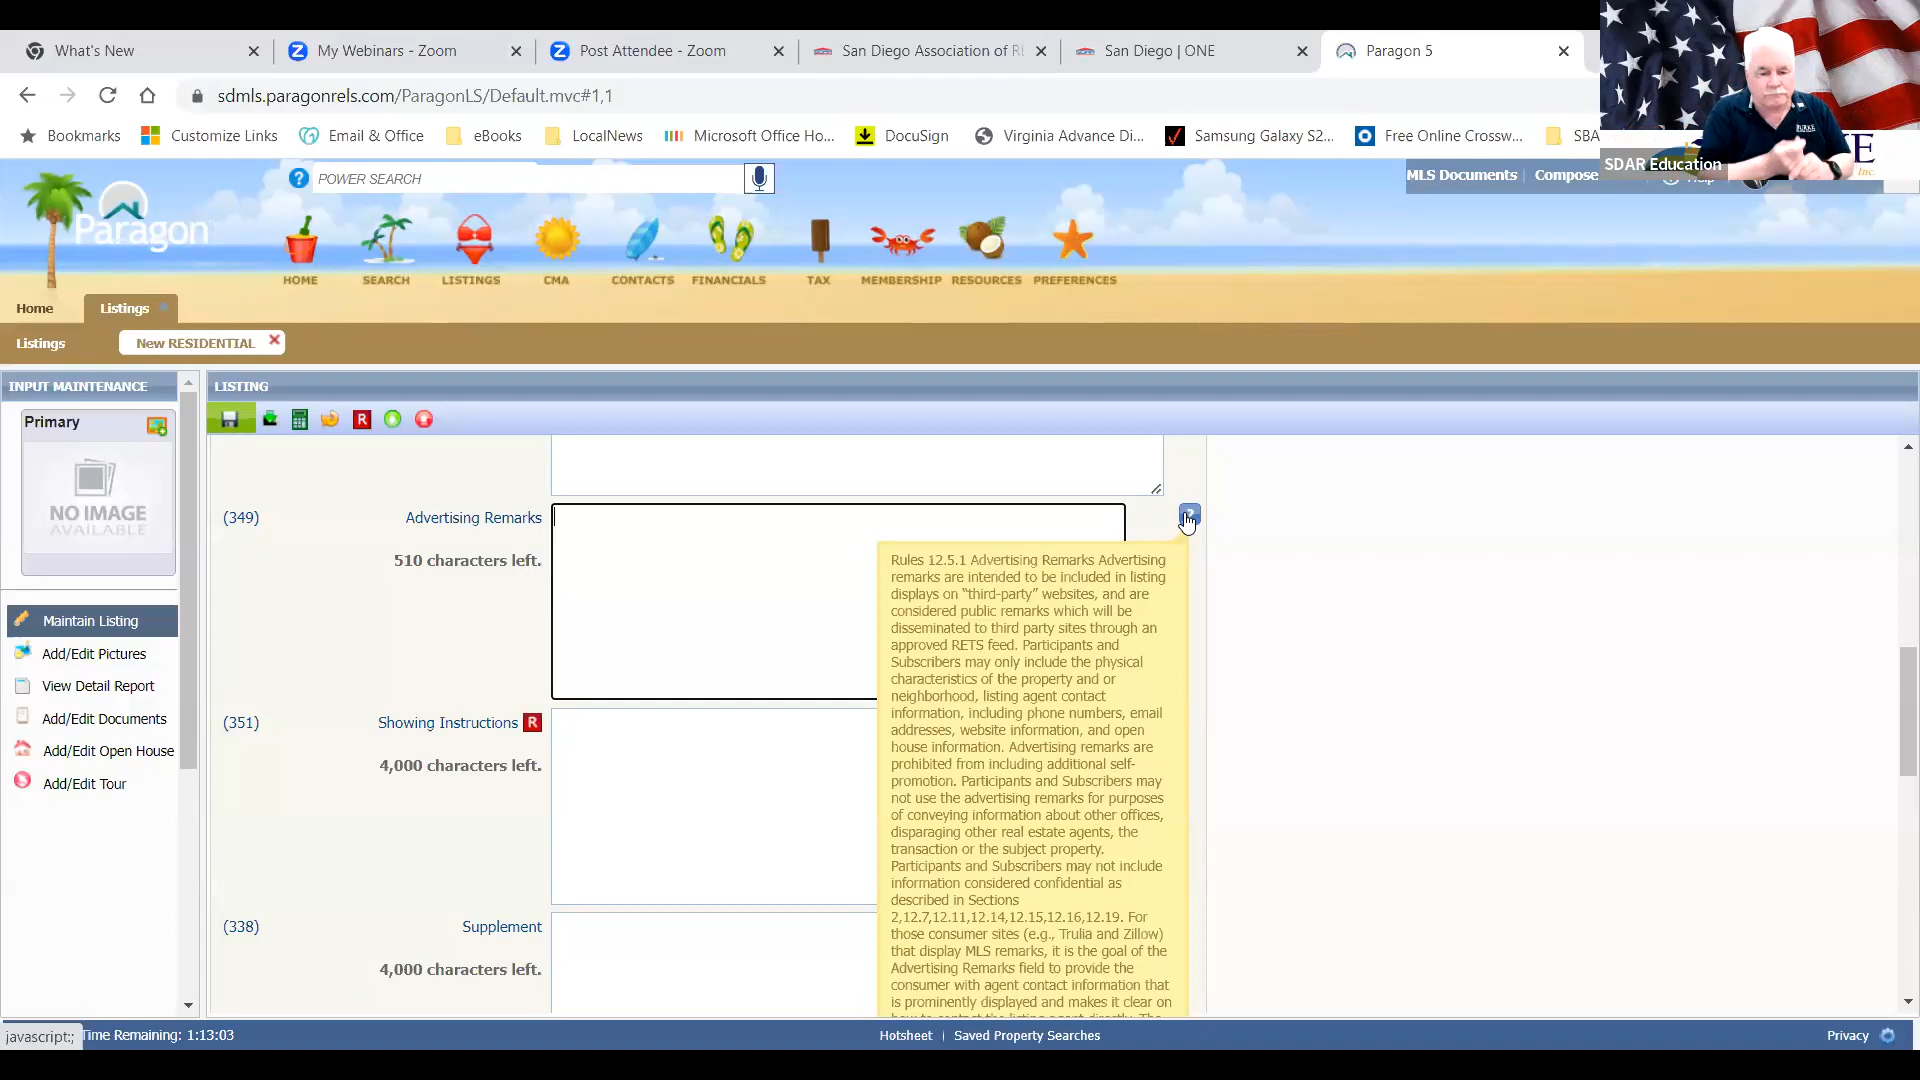 What's New
My Webinars - Zoom
Post Attendee - Zoom
San Diego Association of RE
San Diego | ONE
Paragon 5
sdmls.paragonrels.com/ParagonLS/Default.mvc#1,1
Bookmarks
Customize Links
Email & Office
eBooks
LocalNews
Microsoft Office Ho...
DocuSign
Virginia Advance Di...
Samsung Galaxy S2...
Free Online Crossw...
SBA
SDAR Education
Inc.
Paragon
POWER SEARCH
MLS Documents
Compose
Help
HOME
SEARCH
LISTINGS
CMA
CONTACTS
FINANCIALS
TAX
MEMBERSHIP
RESOURCES
PREFERENCES
Home
Listings
Listings
New RESIDENTIAL
INPUT MAINTENANCE
LISTING
Primary
NO IMAGE
AVAILABLE
Maintain Listing
Add/Edit Pictures
View Detail Report
Add/Edit Documents
Add/Edit Open House
Add/Edit Tour
(349) Advertising Remarks
510 characters left.
(351) Showing Instructions R
4,000 characters left.
(338) Supplement
4,000 characters left.
Rules 12.5.1 Advertising Remarks Advertising
remarks are intended to be included in listing
displays on “third-party” websites, and are
considered public remarks which will be
disseminated to third party sites through an
approved RETS feed. Participants and
Subscribers may only include the physical
characteristics of the property and or
neighborhood, listing agent contact
information, including phone numbers, email
addresses, website information, and open
house information. Advertising remarks are
prohibited from including additional self-
promotion. Participants and Subscribers may
not use the advertising remarks for purposes
of conveying information about other offices,
disparaging other real estate agents, the
transaction or the subject property.
Participants and Subscribers may not include
information considered confidential as
described in Sections
2,12.7,12.11,12.14,12.15,12.16,12.19. For
those consumer sites (e.g., Trulia and Zillow)
that display MLS remarks, it is the goal of the
Advertising Remarks field to provide the
consumer with agent contact information that
is prominently displayed and makes it clear on
how to contact the listing agent directly. The
javascript:;
Time Remaining: 1:13:03
Hotsheet | Saved Property Searches
Privacy